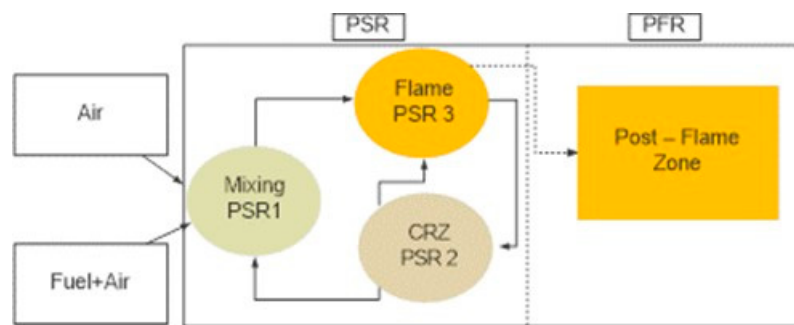 PSR
PFR
Air
Fuel+Air
Mixing
PSR1
Flame
PSR 3
CRZ
PSR 2
Post – Flame
Zone